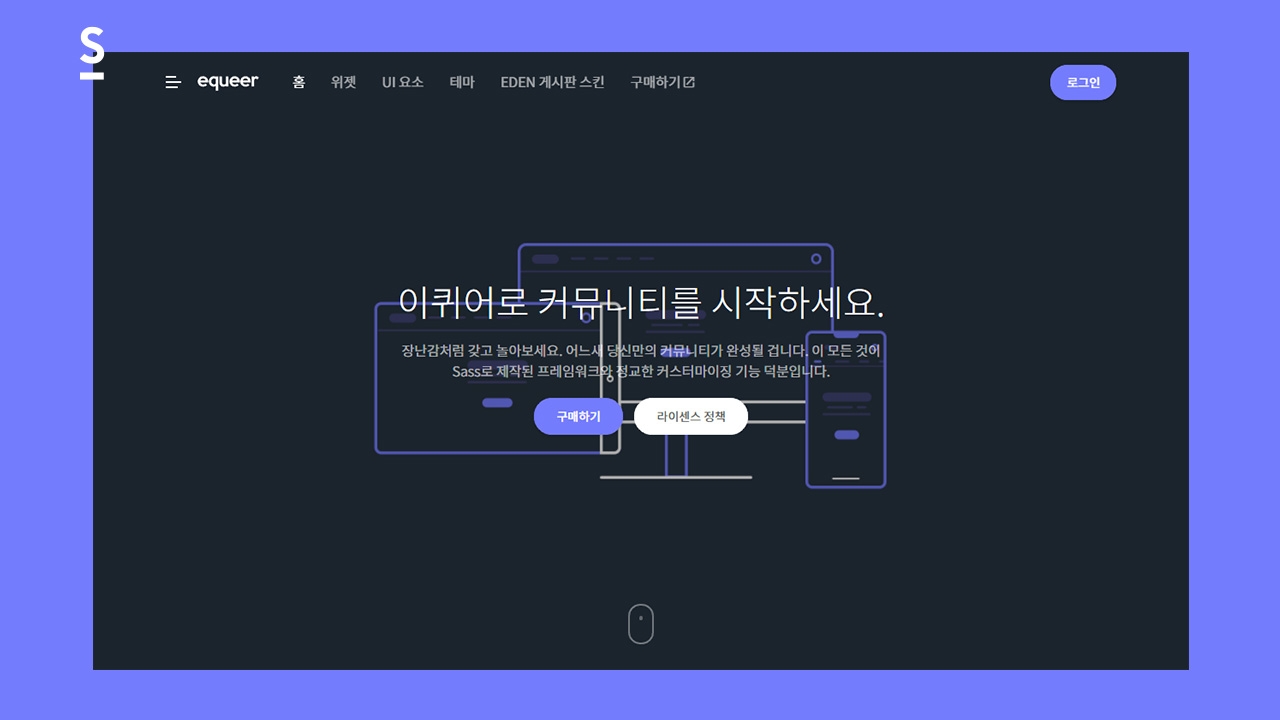 S
equeer 홈 위젯 UI 요소 테마 EDEN 게시판 스킨 구매하기 로그인
이퀴어로 커뮤니티를 시작하세요.
장난감처럼 갖고 놀아보세요. 어느새 당신만의 커뮤니티가 완성될 겁니다. 이 모든 것이
Sass로 제작된 프레임워크와 정교한 커스터마이징 기능 덕분입니다.
구매하기 라이센스 정책